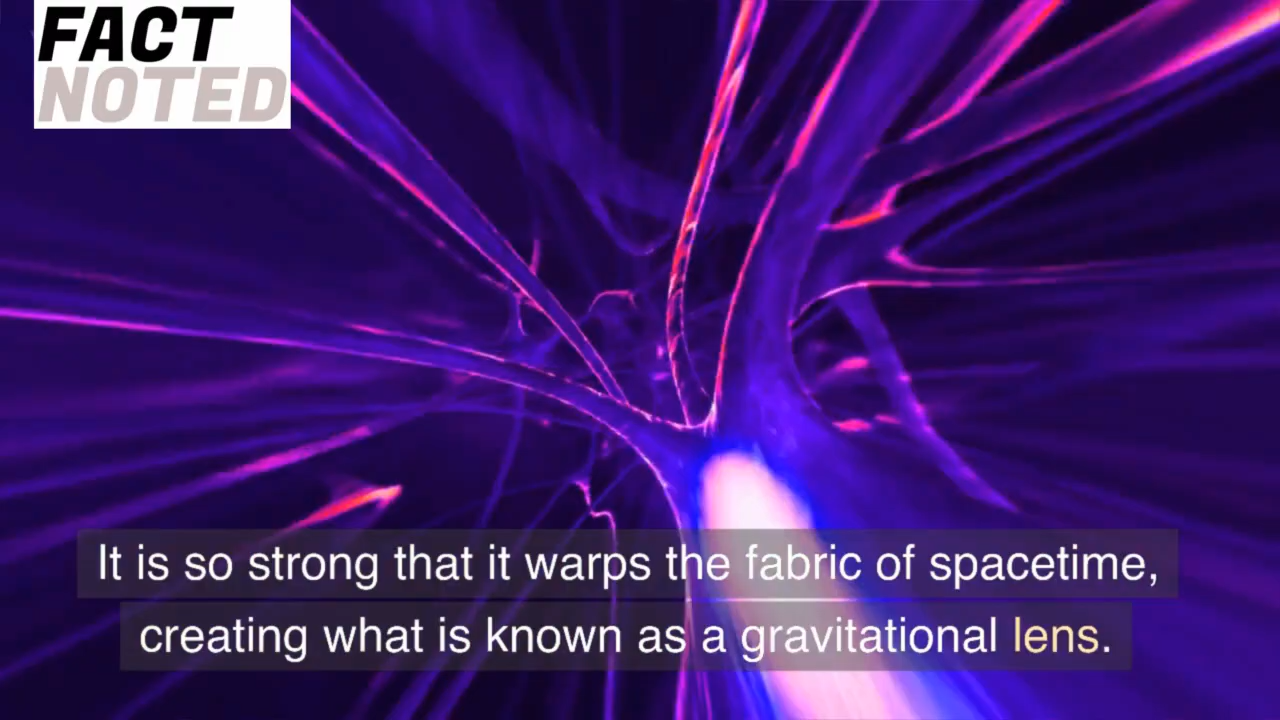 FACT
NOTED
It is so strong that it warps the fabric of spacetime,
creating what is known as a gravitational lens.